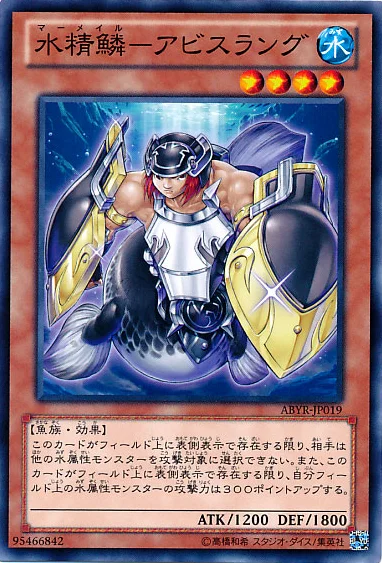 マーメイル
水精鱗－アビスラング
水
ABYR-JP019
【魚族・効果】
このカードがフィールド上に表側表示で存在する限り、相手は
他の水属性モンスターを攻撃対象に選択できない。また、この
カードがフィールド上に表側表示で存在する限り、自分フィー
ルド上の水属性モンスターの攻撃力は３００ポイントアップする。
ATK/1200 DEF/1800
95466842
©高橋和希 スタジオ・ダイス/集英社